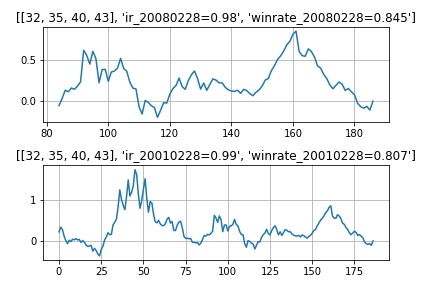 [[32, 35, 40, 43], 'ir_20080228=0.98', 'winrate_20080228=0.845']
0.5
0.0
80 100 120 140 160 180
[[32, 35, 40, 43], 'ir_20010228=0.99', 'winrate_20010228=0.807']
1
0
0 25 50 75 100 125 150 175